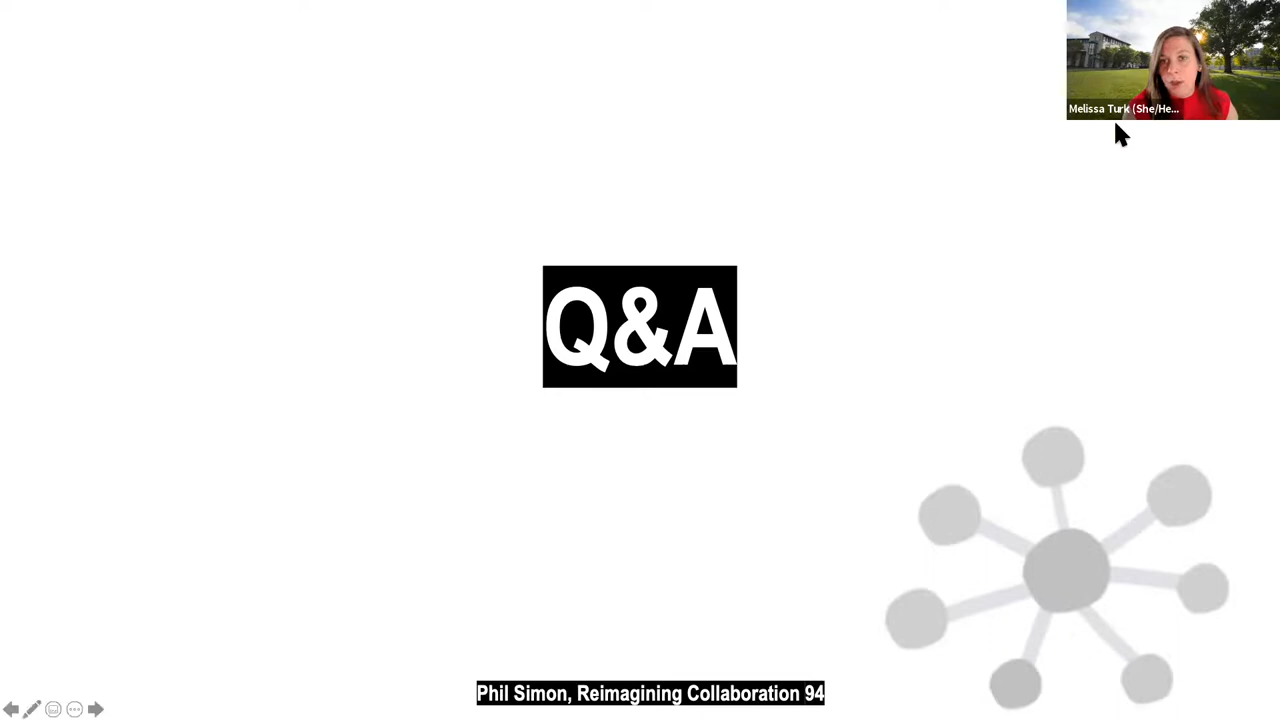 Melissa Turk (She/He...
Q&A
Phil Simon, Reimagining Collaboration 94